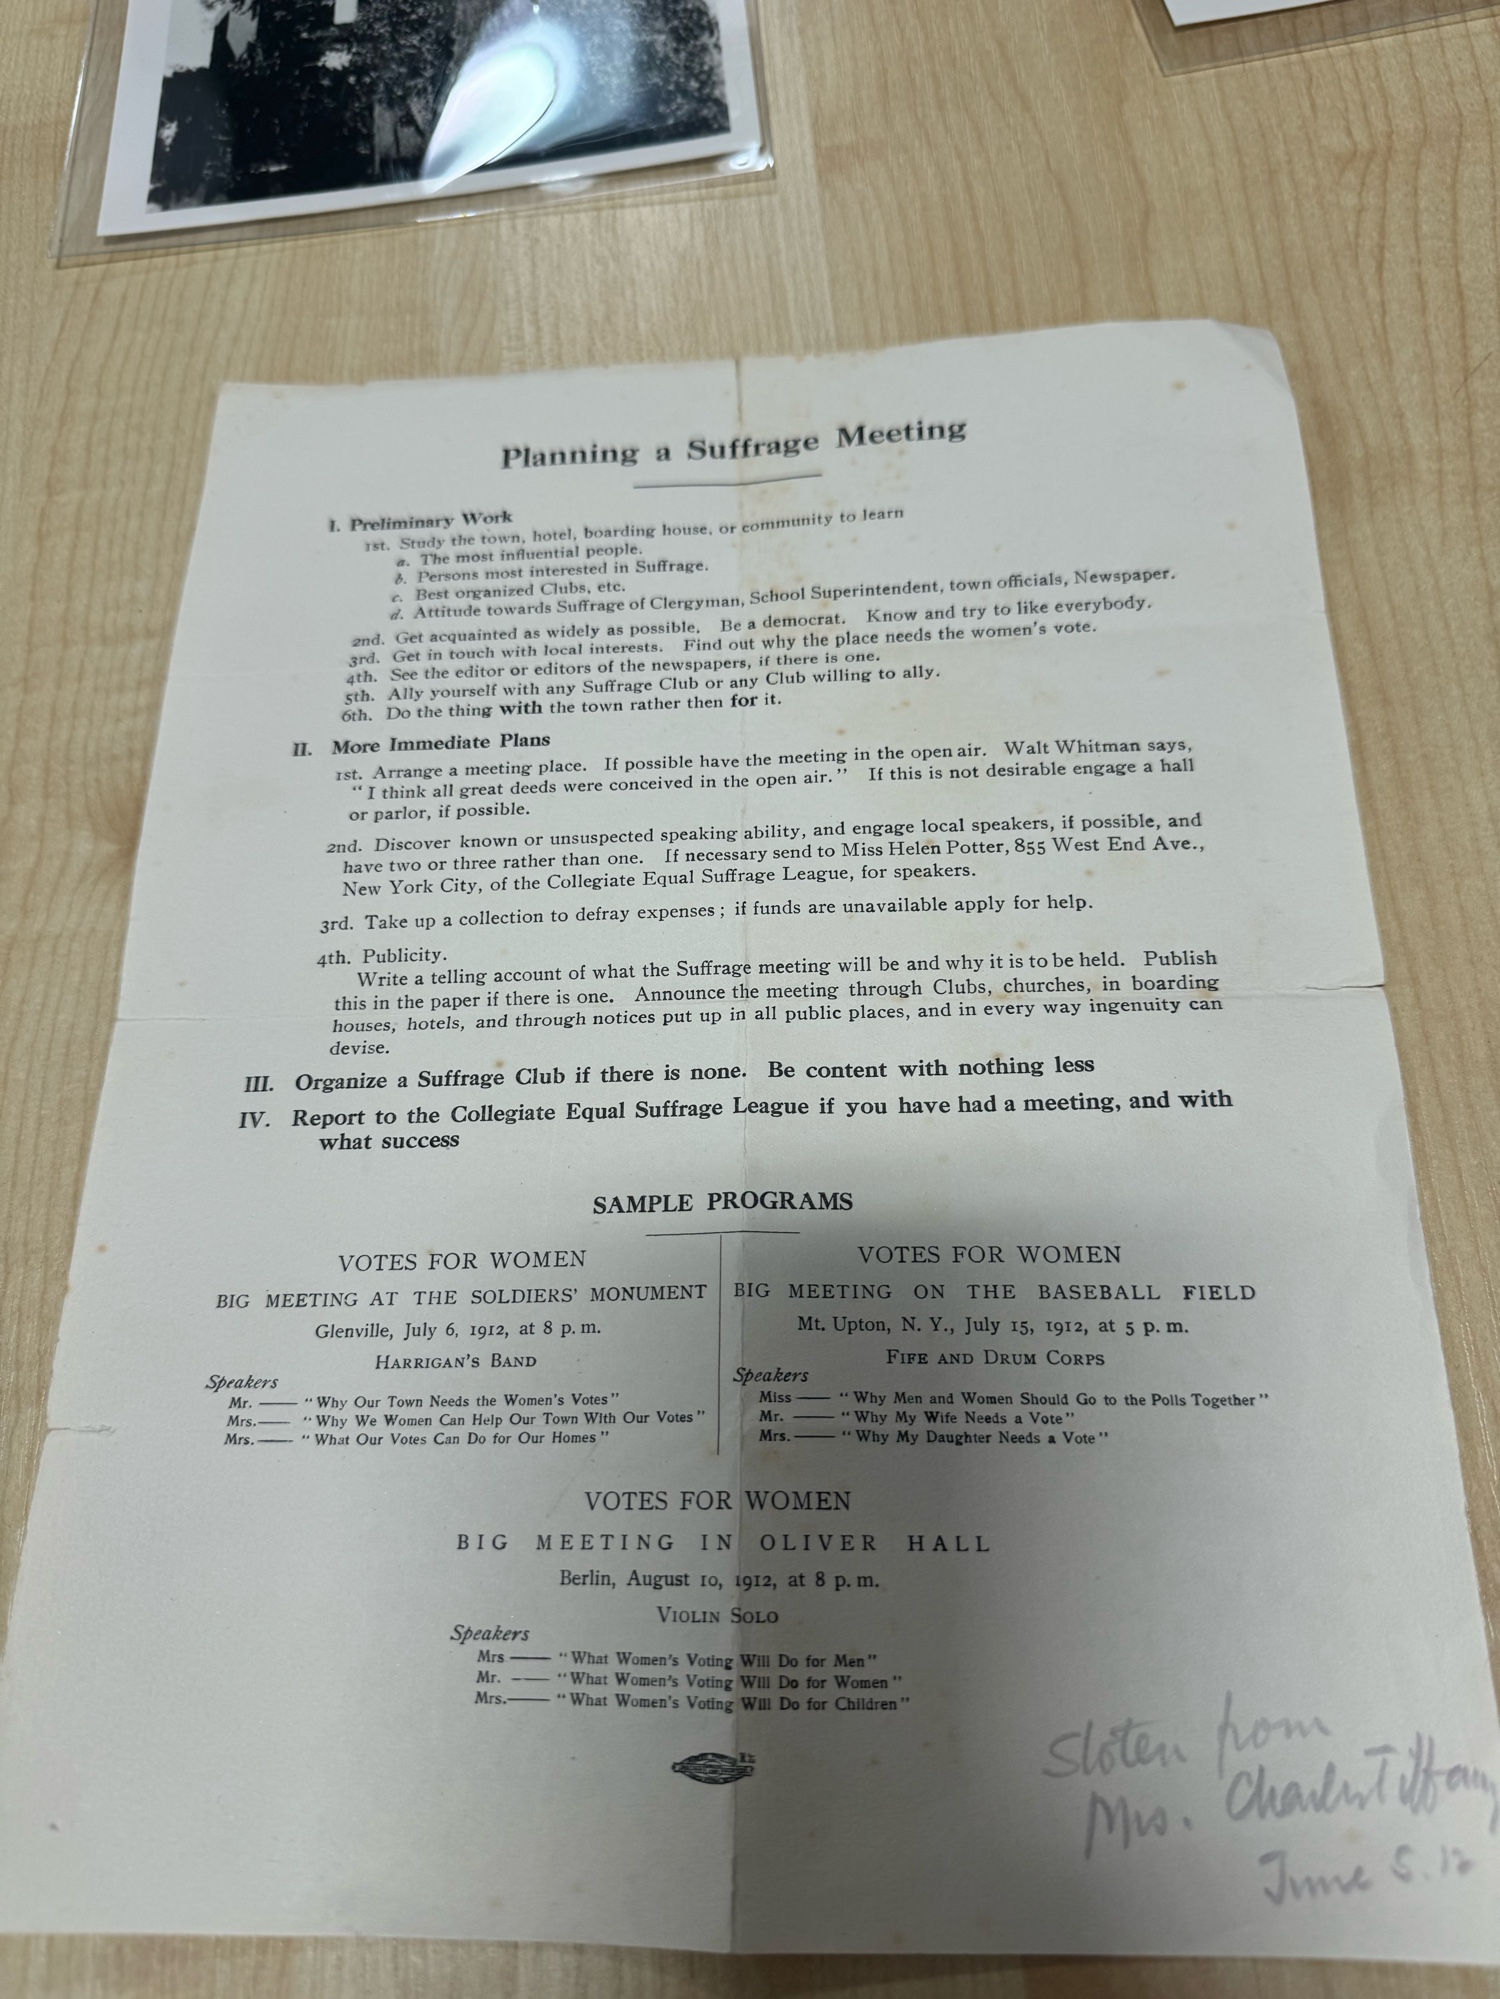 Planning a Suffrage Meeting
I. Preliminary Work
1st. Study the town, hotel, boarding house, or community to learn
a. The most influential people.
b. Persons most interested in Suffrage.
c. Best organized Clubs, etc.
d. Attitude towards Suffrage of Clergyman, School Superintendent, town officials, Newspaper.
2nd. Get acquainted as widely as possible. Be a democrat. Know and try to like everybody.
3rd. Get in touch with local interests. Find out why the place needs the women's vote.
4th. See the editor or editors of the newspapers, if there is one.
5th. Ally yourself with any Suffrage Club or any Club willing to ally.
6th. Do the thing with the town rather then for it.
II. More Immediate Plans
1st. Arrange a meeting place. If possible have the meeting in the open air. Walt Whitman says,
"I think all great deeds were conceived in the open air." If this is not desirable engage a hall
or parlor, if possible.
2nd. Discover known or unsuspected speaking ability, and engage local speakers, if possible, and
have two or three rather than one. If necessary send to Miss Helen Potter, 855 West End Ave.,
New York City, of the Collegiate Equal Suffrage League, for speakers.
3rd. Take up a collection to defray expenses; if funds are unavailable apply for help.
4th. Publicity.
Write a telling account of what the Suffrage meeting will be and why it is to be held. Publish
this in the paper if there is one. Announce the meeting through Clubs, churches, in boarding
houses, hotels, and through notices put up in all public places, and in every way ingenuity can
devise.
III. Organize a Suffrage Club if there is none. Be content with nothing less
IV. Report to the Collegiate Equal Suffrage League if you have had a meeting, and with
what success
SAMPLE PROGRAMS
VOTES FOR WOMEN
BIG MEETING AT THE SOLDIERS' MONUMENT
Glenville, July 6, 1912, at 8 p. m.
HARRIGAN'S BAND
Speakers
Mr. —— "Why Our Town Needs the Women's Votes"
Mrs. —— "Why We Women Can Help Our Town With Our Votes"
Mrs. —— "What Our Votes Can Do for Our Homes"
VOTES FOR WOMEN
BIG MEETING ON THE BASEBALL FIELD
Mt. Upton, N. Y., July 15, 1912, at 5 p. m.
FIFE AND DRUM CORPS
Speakers
Miss —— "Why Men and Women Should Go to the Polls Together"
Mr. —— "Why My Wife Needs a Vote"
Mrs. —— "Why My Daughter Needs a Vote"
VOTES FOR WOMEN
BIG MEETING IN OLIVER HALL
Berlin, August 10, 1912, at 8 p. m.
VIOLIN SOLO
Speakers
Mrs —— "What Women's Voting Will Do for Men"
Mr. —— "What Women's Voting Will Do for Women"
Mrs. —— "What Women's Voting Will Do for Children"
Sloten from
Mrs. Charles Tiffany
June 5. 12